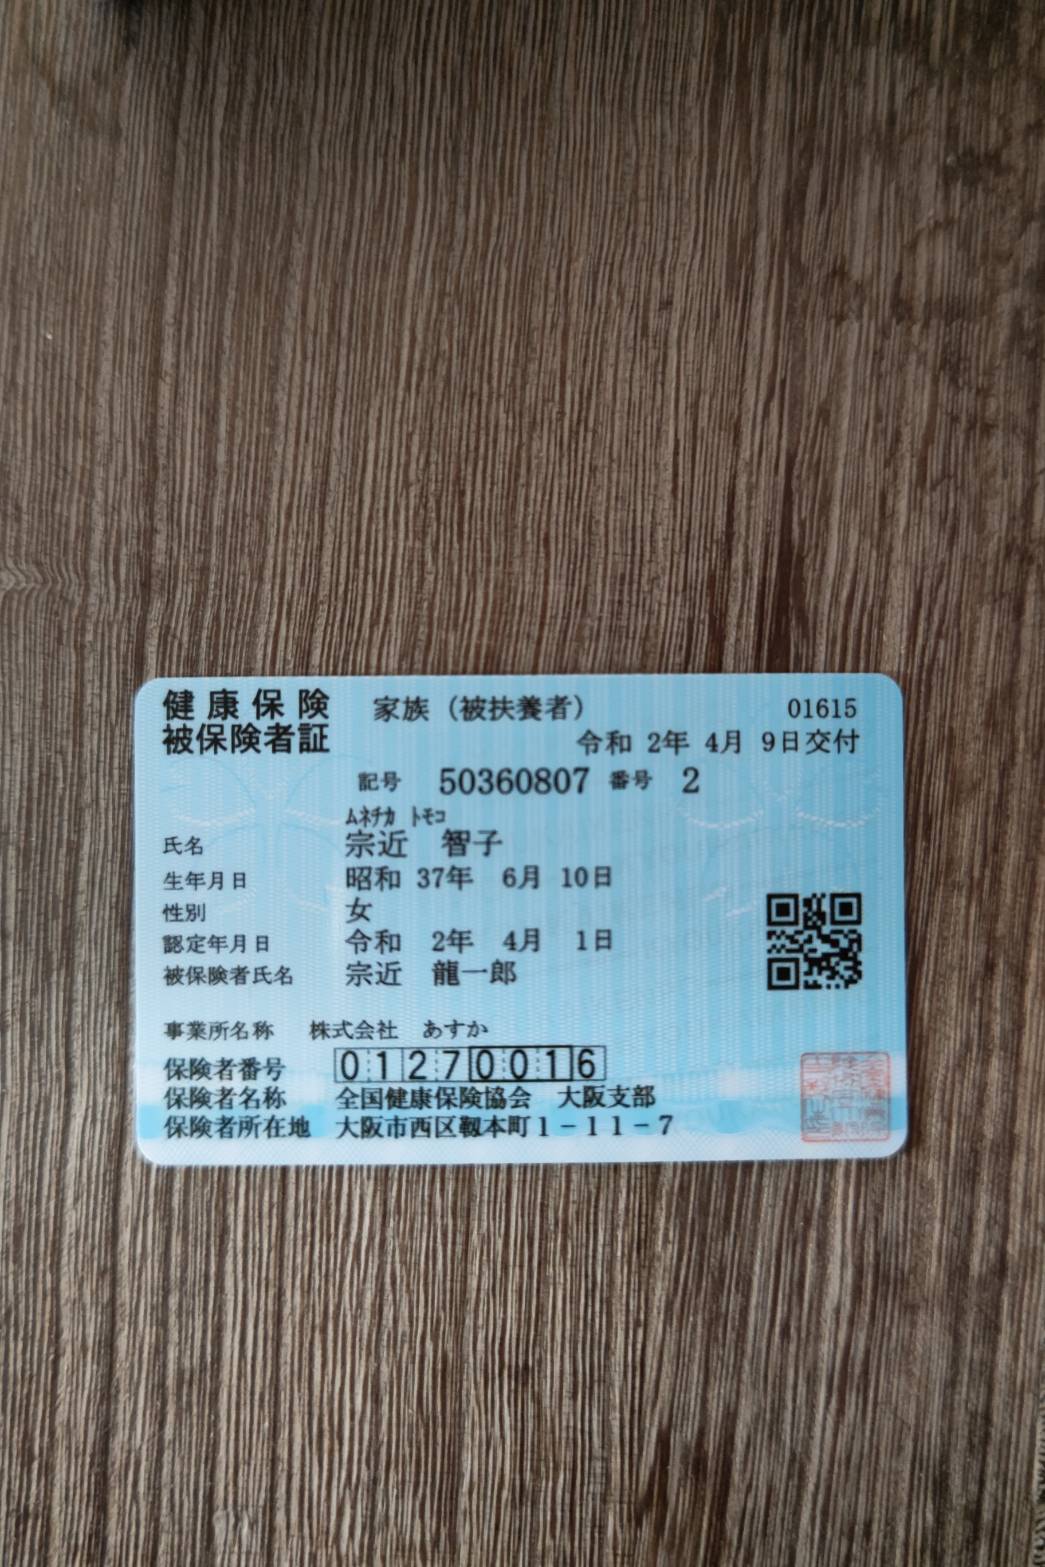 健康保険 家族（被扶養者） 01615
被保険者証 令和 2年 4月 9日交付
記号 50360807 番号 2
ムネチカ トモコ
氏名 宗近 智子
生年月日 昭和 37年 6月 10日
性別 女
認定年月日 令和 2年 4月 1日
被保険者氏名 宗近 龍一郎
事業所名称 株式会社 あすか
保険者番号 01270016
保険者名称 全国健康保険協会 大阪支部
保険者所在地 大阪市西区靱本町1－11－7